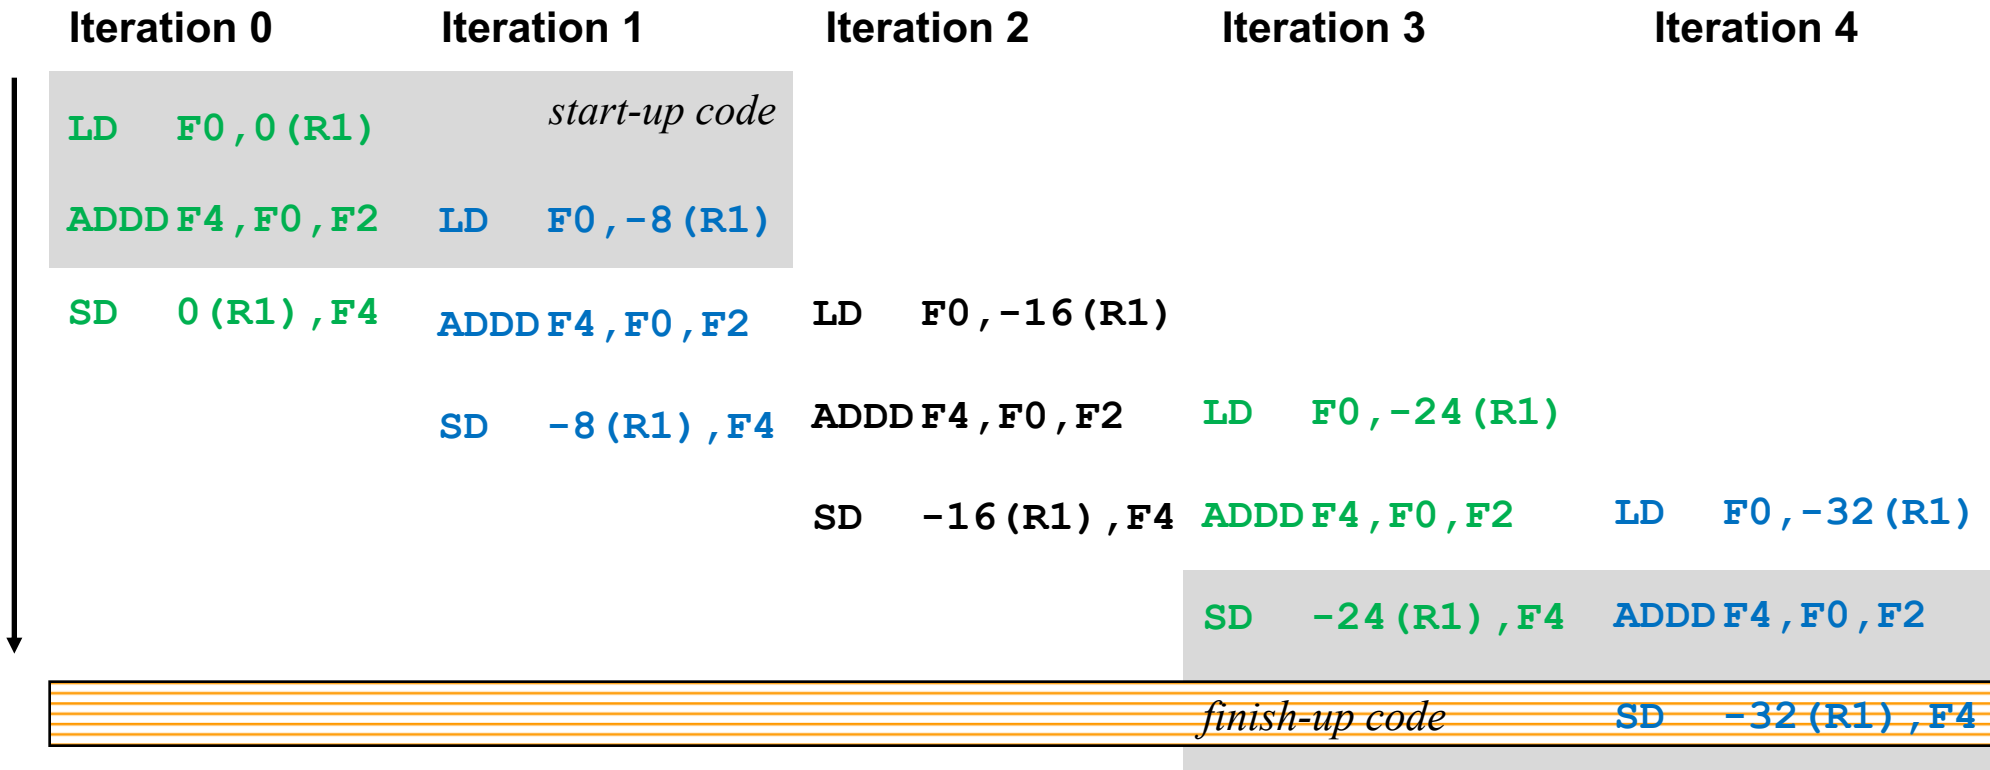 Iteration 0 Iteration 1 Iteration 2 Iteration 3 Iteration 4
LD F0,0(R1) start-up code
ADDD F4,F0,F2 LD F0,-8(R1)
SD 0(R1),F4 ADDD F4,F0,F2 LD F0,-16(R1)
SD -8(R1),F4 ADDD F4,F0,F2 LD F0,-24(R1)
SD -16(R1),F4 ADDD F4,F0,F2 LD F0,-32(R1)
SD -24(R1),F4 ADDD F4,F0,F2
finish-up code SD -32(R1),F4